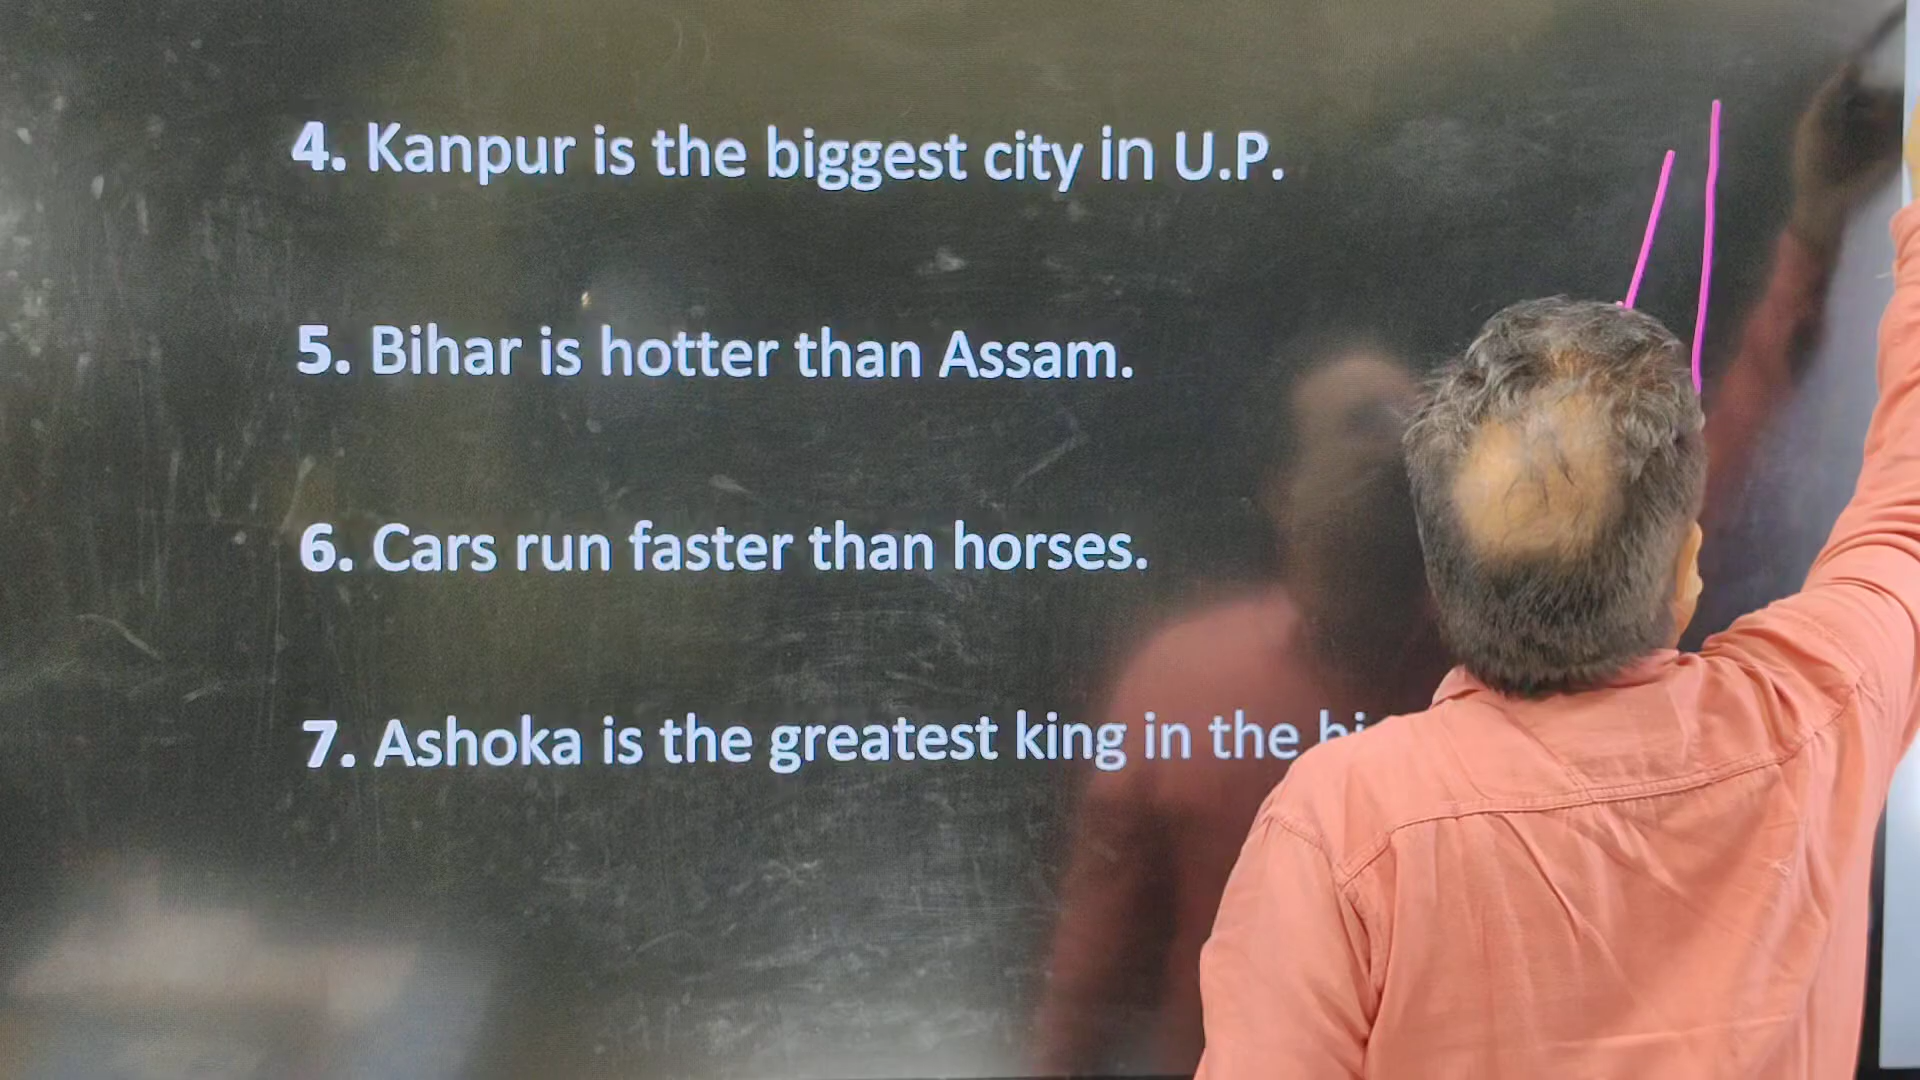 4. Kanpur is the biggest city in U.P.
5. Bihar is hotter than Assam.
6. Cars run faster than horses.
7. Ashoka is the greatest king in the